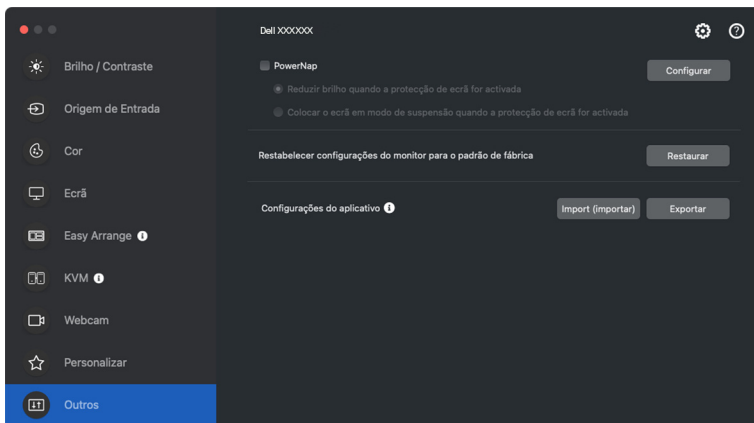 Dell XXXXXX
Brilho / Contraste
Origem de Entrada
Cor
Ecrã
Easy Arrange
KVM
Webcam
Personalizar
Outros
PowerNap
Configurar
Reduzir brilho quando a protecção de ecrã for activada
Colocar o ecrã em modo de suspensão quando a protecção de ecrã for activada
Restabelecer configurações do monitor para o padrão de fábrica
Restaurar
Configurações do aplicativo
Import (importar)
Exportar